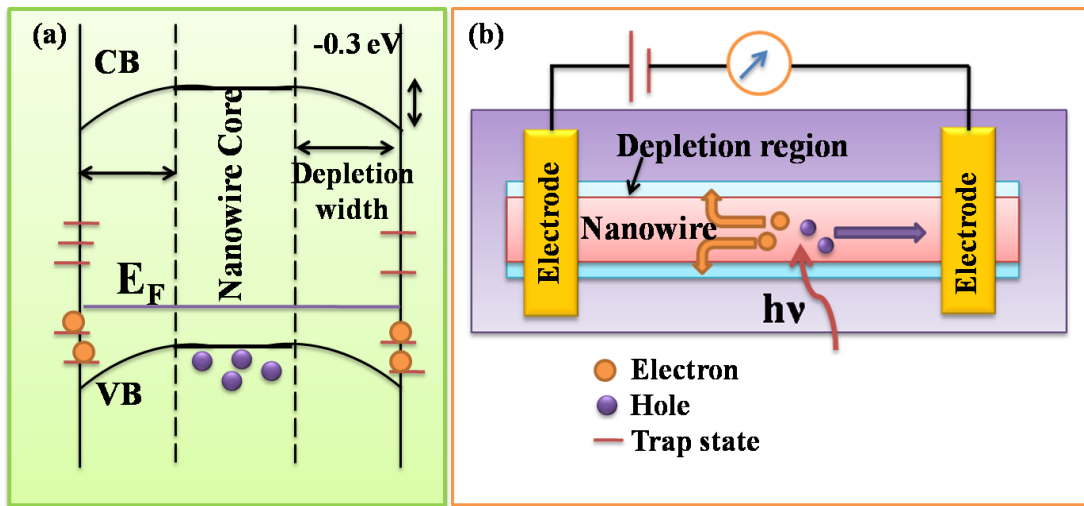 (a)
CB
-0.3 eV
Nanowire Core
Depletion
width
E_F
VB
(b)
Depletion region
Electrode
Nanowire
Electrode
hν
Electron
Hole
Trap state